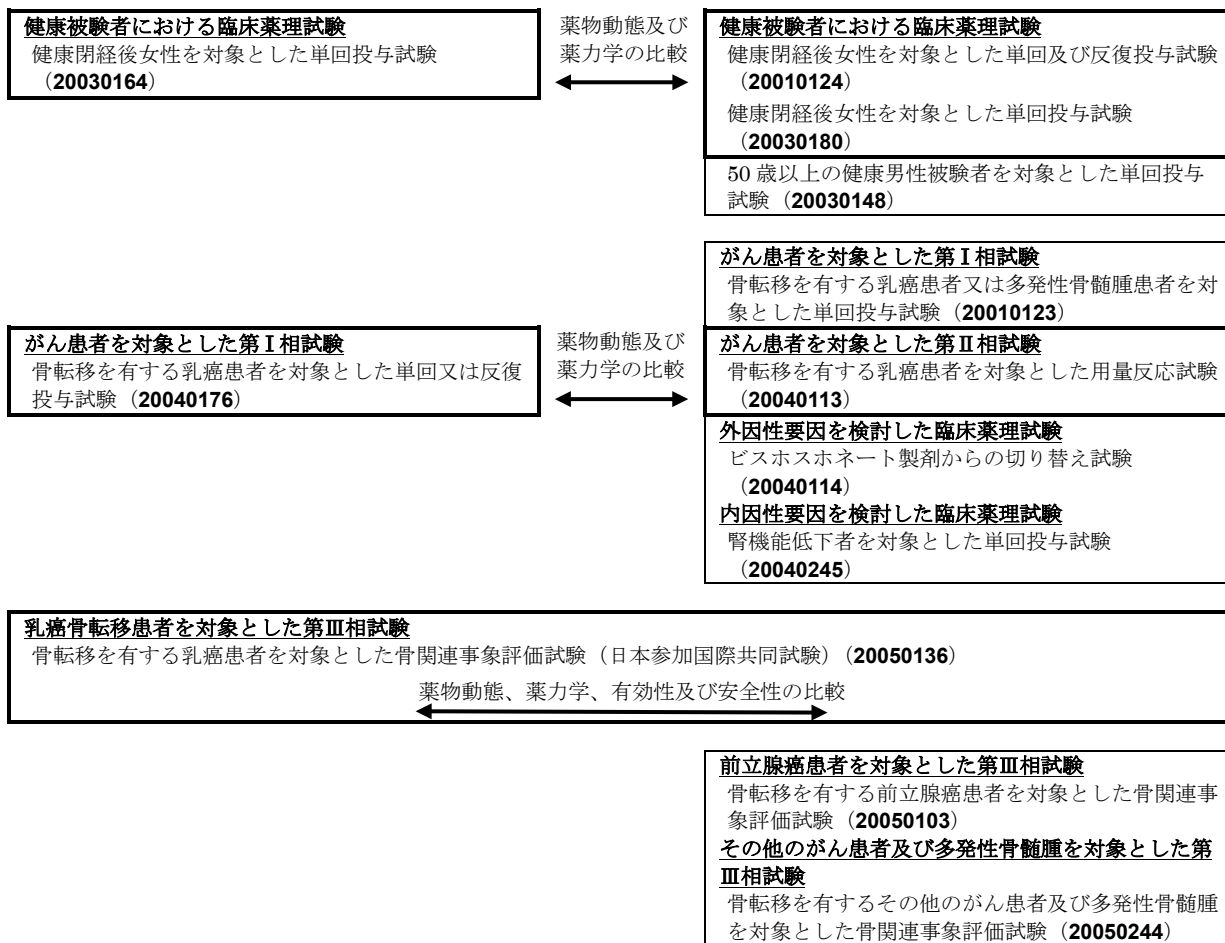 健康被験者における臨床薬理試験
健康閉経後女性を対象とした単回投与試験
（20030164）
薬物動態及び
薬力学の比較
健康被験者における臨床薬理試験
健康閉経後女性を対象とした単回及び反復投与試験
（20010124）
健康閉経後女性を対象とした単回投与試験
（20030180）
50 歳以上の健康男性被験者を対象とした単回投与
試験（20030148）
がん患者を対象とした第Ⅰ相試験
骨転移を有する乳癌患者又は多発性骨髄腫患者を対
象とした単回投与試験（20010123）
がん患者を対象とした第Ⅰ相試験
骨転移を有する乳癌患者を対象とした単回又は反復
投与試験（20040176）
薬物動態及び
薬力学の比較
がん患者を対象とした第Ⅱ相試験
骨転移を有する乳癌患者を対象とした用量反応試験
（20040113）
外因性要因を検討した臨床薬理試験
ビスホスホネート製剤からの切り替え試験
（20040114）
内因性要因を検討した臨床薬理試験
腎機能低下者を対象とした単回投与試験
（20040245）
乳癌骨転移患者を対象とした第Ⅲ相試験
骨転移を有する乳癌患者を対象とした骨関連事象評価試験（日本参加国際共同試験）（20050136）
薬物動態、薬力学、有効性及び安全性の比較
前立腺癌患者を対象とした第Ⅲ相試験
骨転移を有する前立腺癌患者を対象とした骨関連事
象評価試験（20050103）
その他のがん患者及び多発性骨髄腫を対象とした第
Ⅲ相試験
骨転移を有するその他のがん患者及び多発性骨髄腫
を対象とした骨関連事象評価試験（20050244）